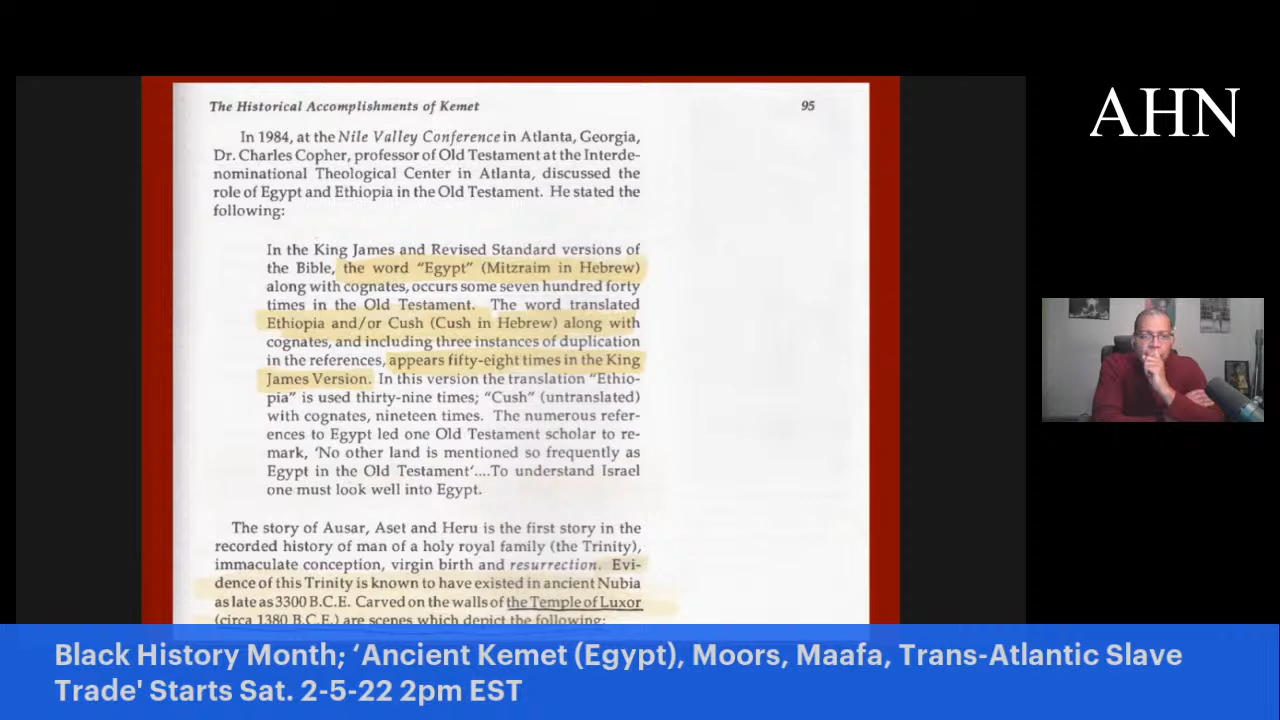 The Historical Accomplishments of Kemet 95
In 1984, at the Nile Valley Conference in Atlanta, Georgia,
Dr. Charles Copher, professor of Old Testament at the Interde-
nominational Theological Center in Atlanta, discussed the
role of Egypt and Ethiopia in the Old Testament. He stated the
following:
In the King James and Revised Standard versions of
the Bible, the word "Egypt" (Mitzraim in Hebrew)
along with cognates, occurs some seven hundred forty
times in the Old Testament. The word translated
Ethiopia and/or Cush (Cush in Hebrew) along with
cognates, and including three instances of duplication
in the references, appears fifty-eight times in the King
James Version. In this version the translation "Ethio-
pia" is used thirty-nine times; "Cush" (untranslated)
with cognates, nineteen times. The numerous refer-
ences to Egypt led one Old Testament scholar to re-
mark, 'No other land is mentioned so frequently as
Egypt in the Old Testament'....To understand Israel
one must look well into Egypt.
The story of Ausar, Aset and Heru is the first story in the
recorded history of man of a holy royal family (the Trinity),
immaculate conception, virgin birth and resurrection. Evi-
dence of this Trinity is known to have existed in ancient Nubia
as late as 3300 B.C.E. Carved on the walls of the Temple of Luxor
(circa 1380 B.C.E.) are scenes which depict the following:
AHN
Black History Month; ‘Ancient Kemet (Egypt), Moors, Maafa, Trans-Atlantic Slave
Trade' Starts Sat. 2-5-22 2pm EST